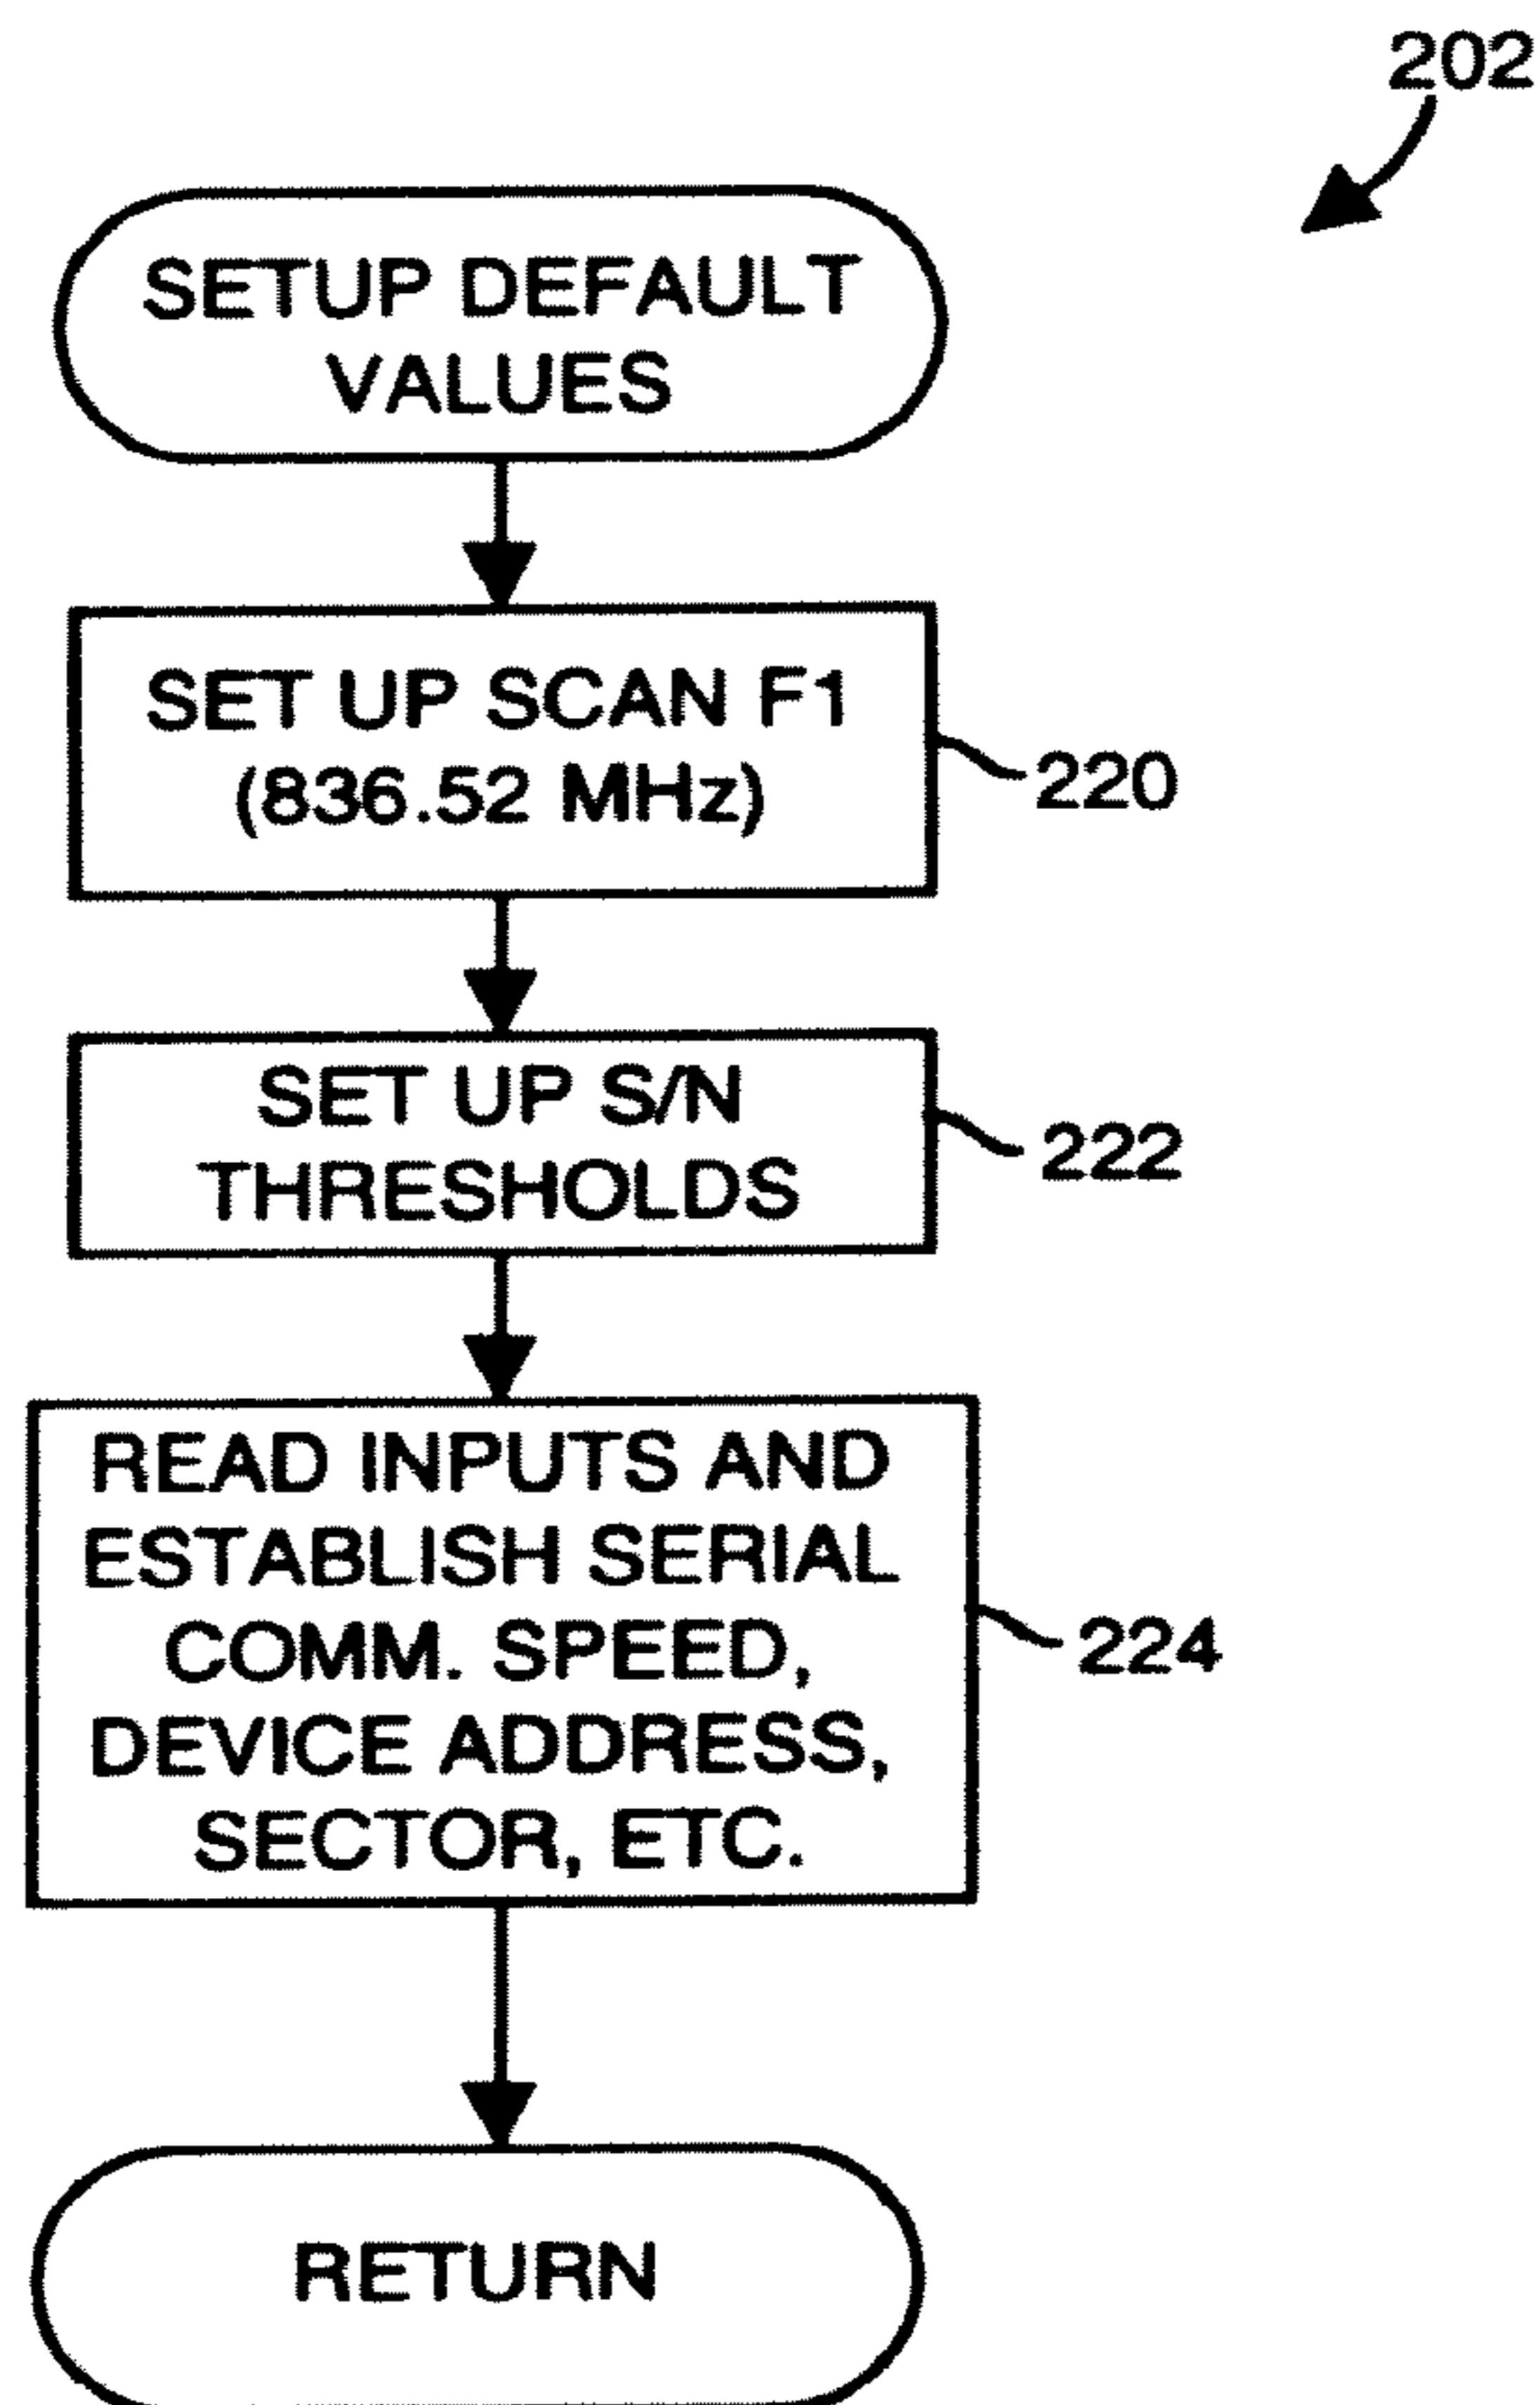 202
SETUP DEFAULT
VALUES
SET UP SCAN F1
(836.52 MHz)
220
SET UP S/N
THRESHOLDS
222
READ INPUTS AND
ESTABLISH SERIAL
COMM. SPEED,
DEVICE ADDRESS,
SECTOR, ETC.
224
RETURN